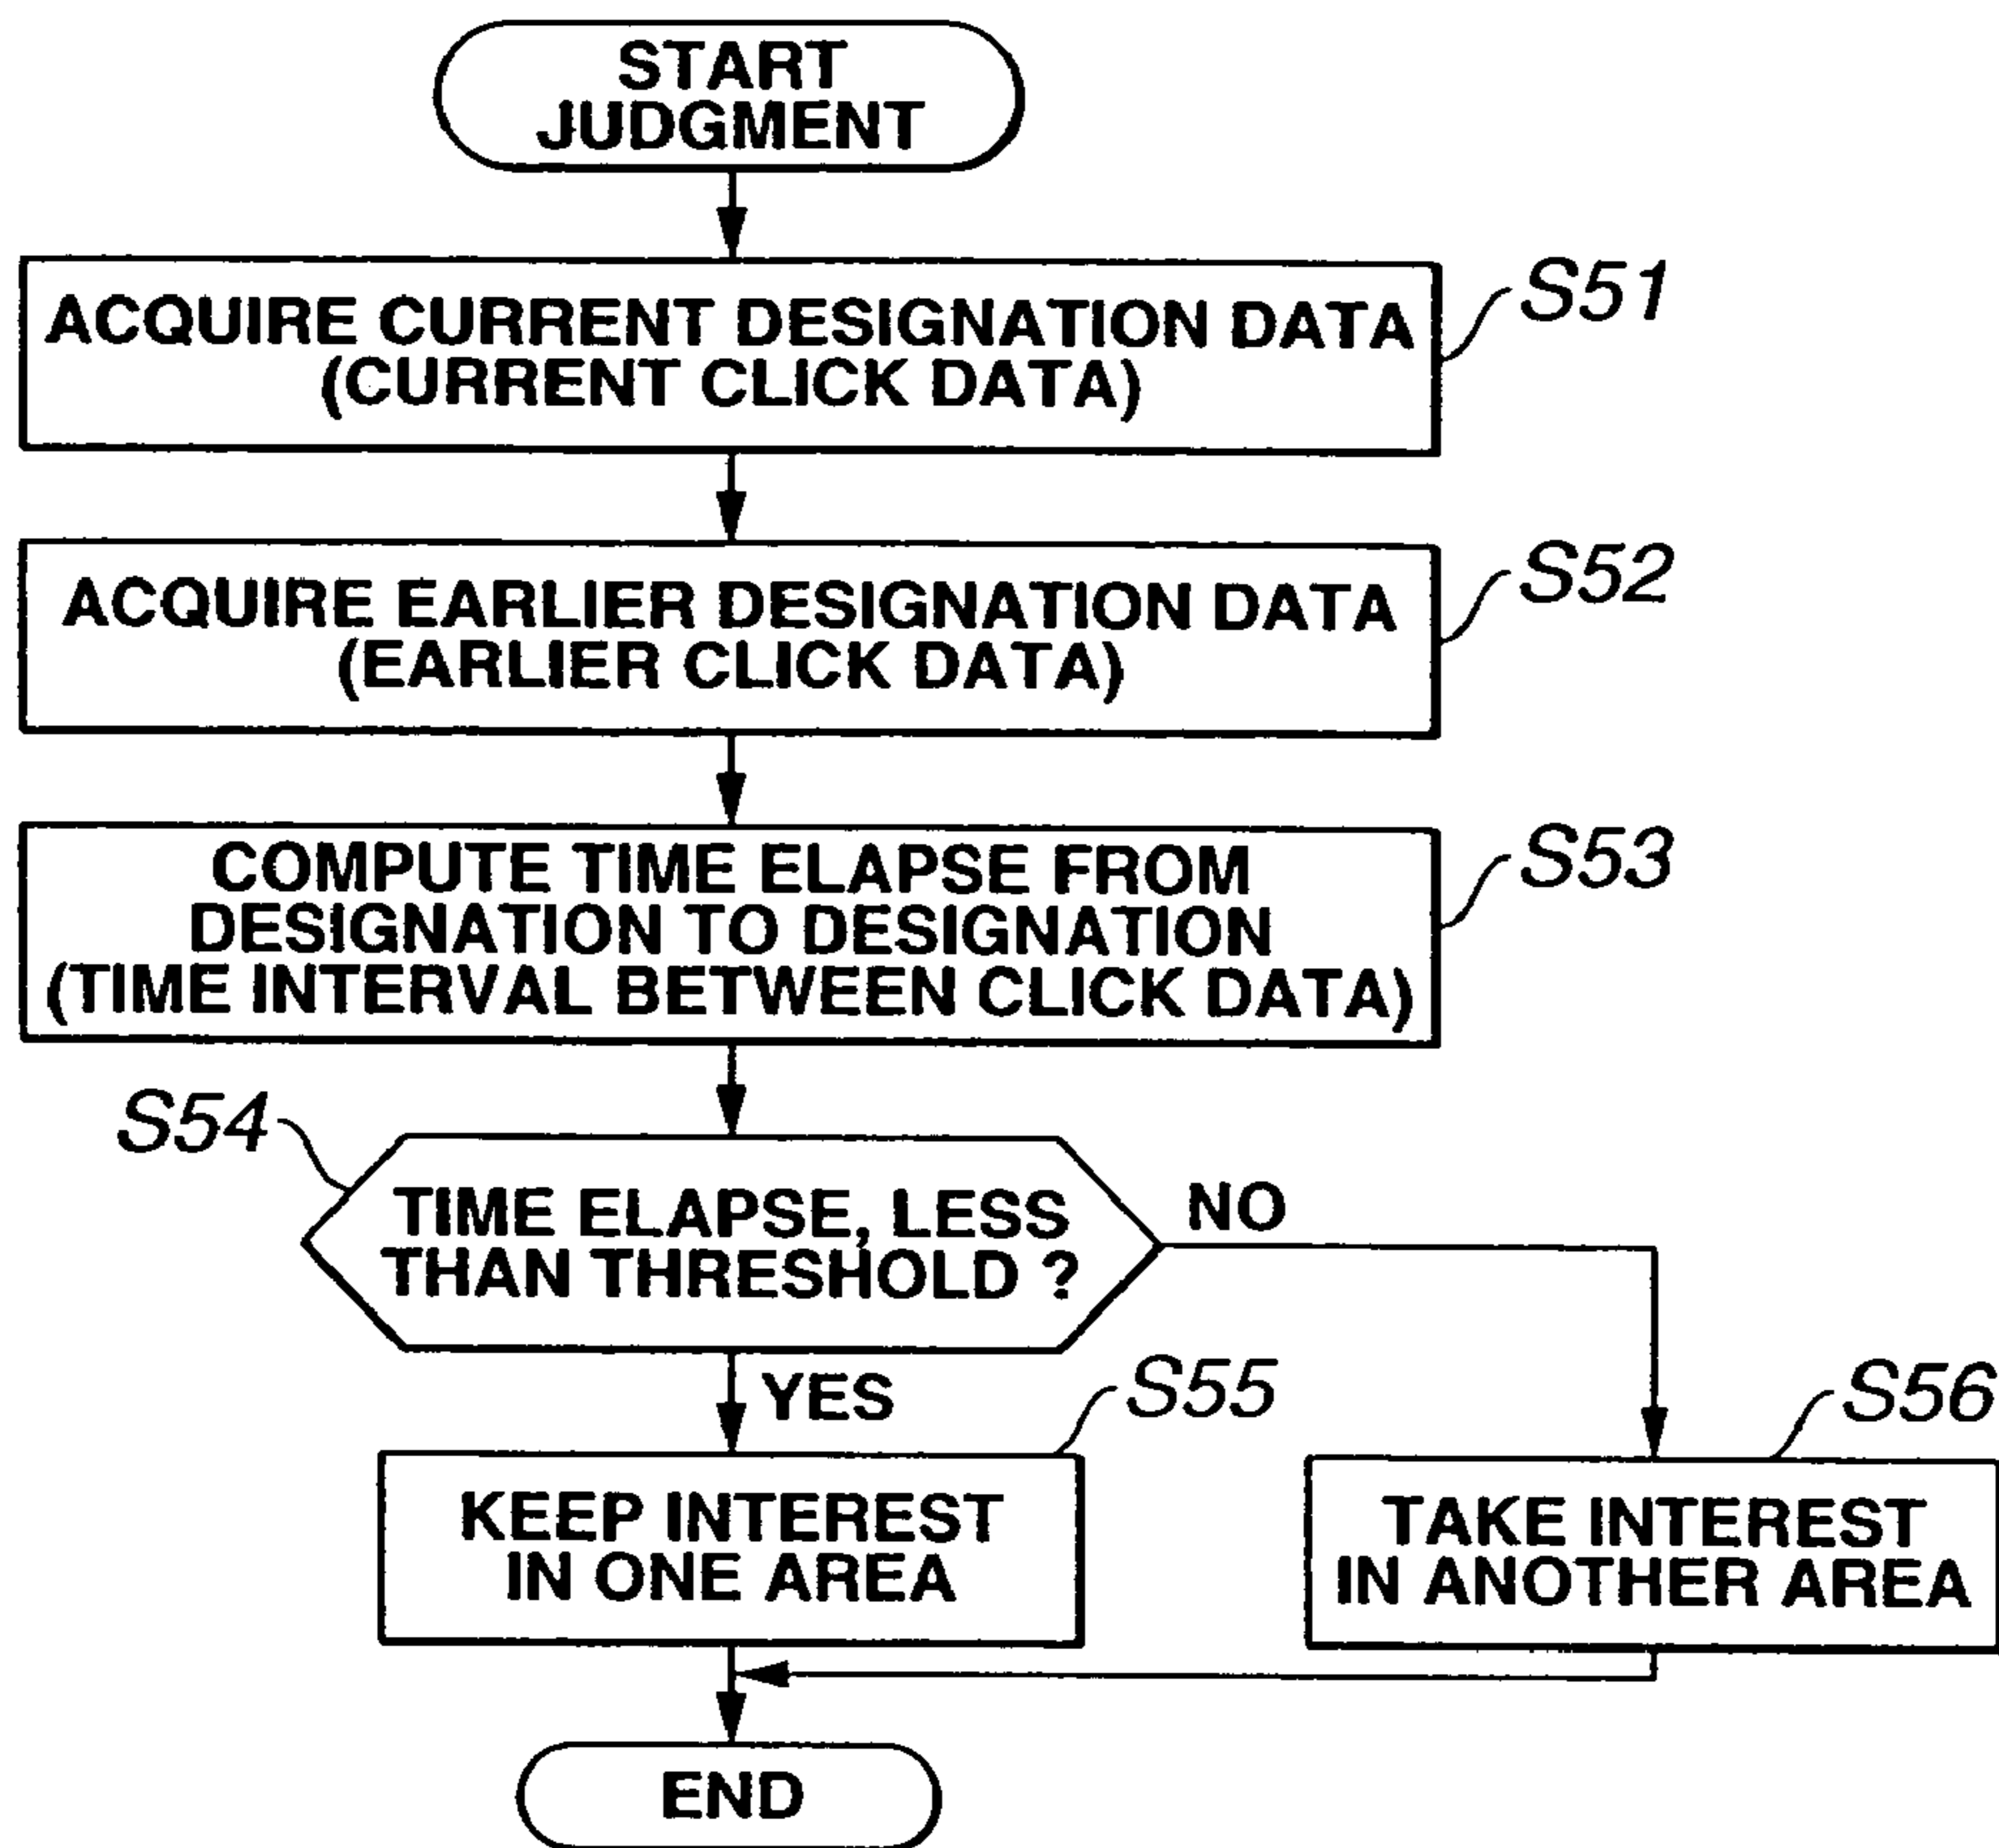 START
JUDGMENT
ACQUIRE CURRENT DESIGNATION DATA
(CURRENT CLICK DATA)
S51
ACQUIRE EARLIER DESIGNATION DATA
(EARLIER CLICK DATA)
S52
COMPUTE TIME ELAPSE FROM
DESIGNATION TO DESIGNATION
(TIME INTERVAL BETWEEN CLICK DATA)
S53
S54
TIME ELAPSE, LESS
THAN THRESHOLD ?
NO
YES
S55
KEEP INTEREST
IN ONE AREA
S56
TAKE INTEREST
IN ANOTHER AREA
END